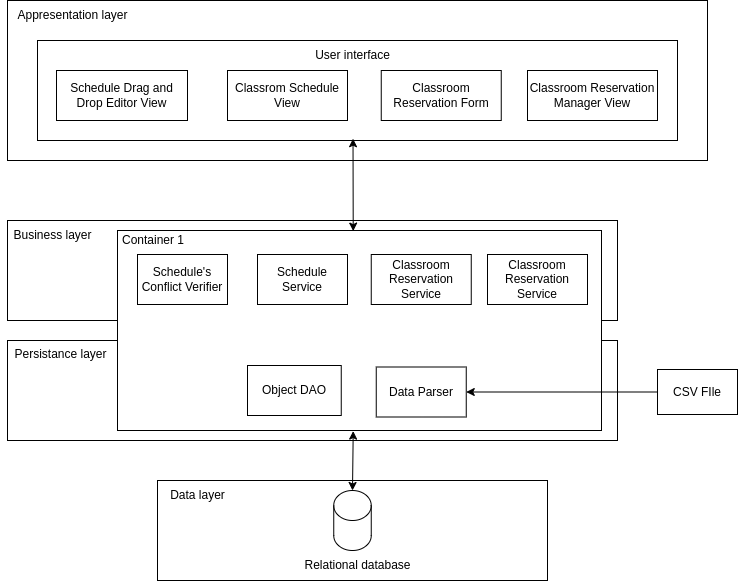 Appresentation layer
User interface
Schedule Drag and
Drop Editor View
Classrom Schedule
View
Classroom
Reservation Form
Classroom Reservation
Manager View
Business layer
Container 1
Schedule's
Conflict Verifier
Schedule
Service
Classroom
Reservation
Service
Classroom
Reservation
Service
Persistance layer
Object DAO
Data Parser
CSV FIle
Data layer
Relational database